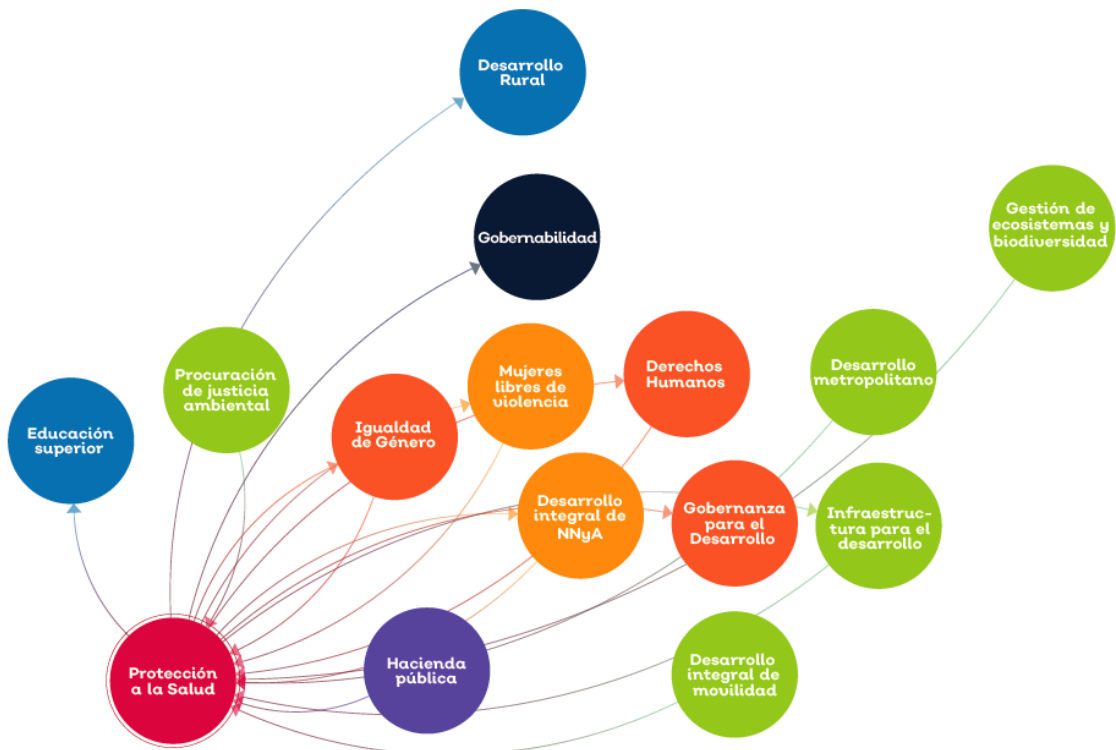 Desarrollo
Rural
Gobernabilidad
Gestión de
ecosistemas y
biodiversidad
Procuración
de justicia
ambiental
Mujeres
libres de
violencia
Derechos
Humanos
Desarrollo
metropolitano
Educación
superior
Igualdad
de Género
Desarrollo
integral de
NNyA
Gobernanza
para el
Desarrollo
Infraestruc-
tura para el
desarrollo
Protección
a la Salud
Hacienda
pública
Desarrollo
integral de
movilidad